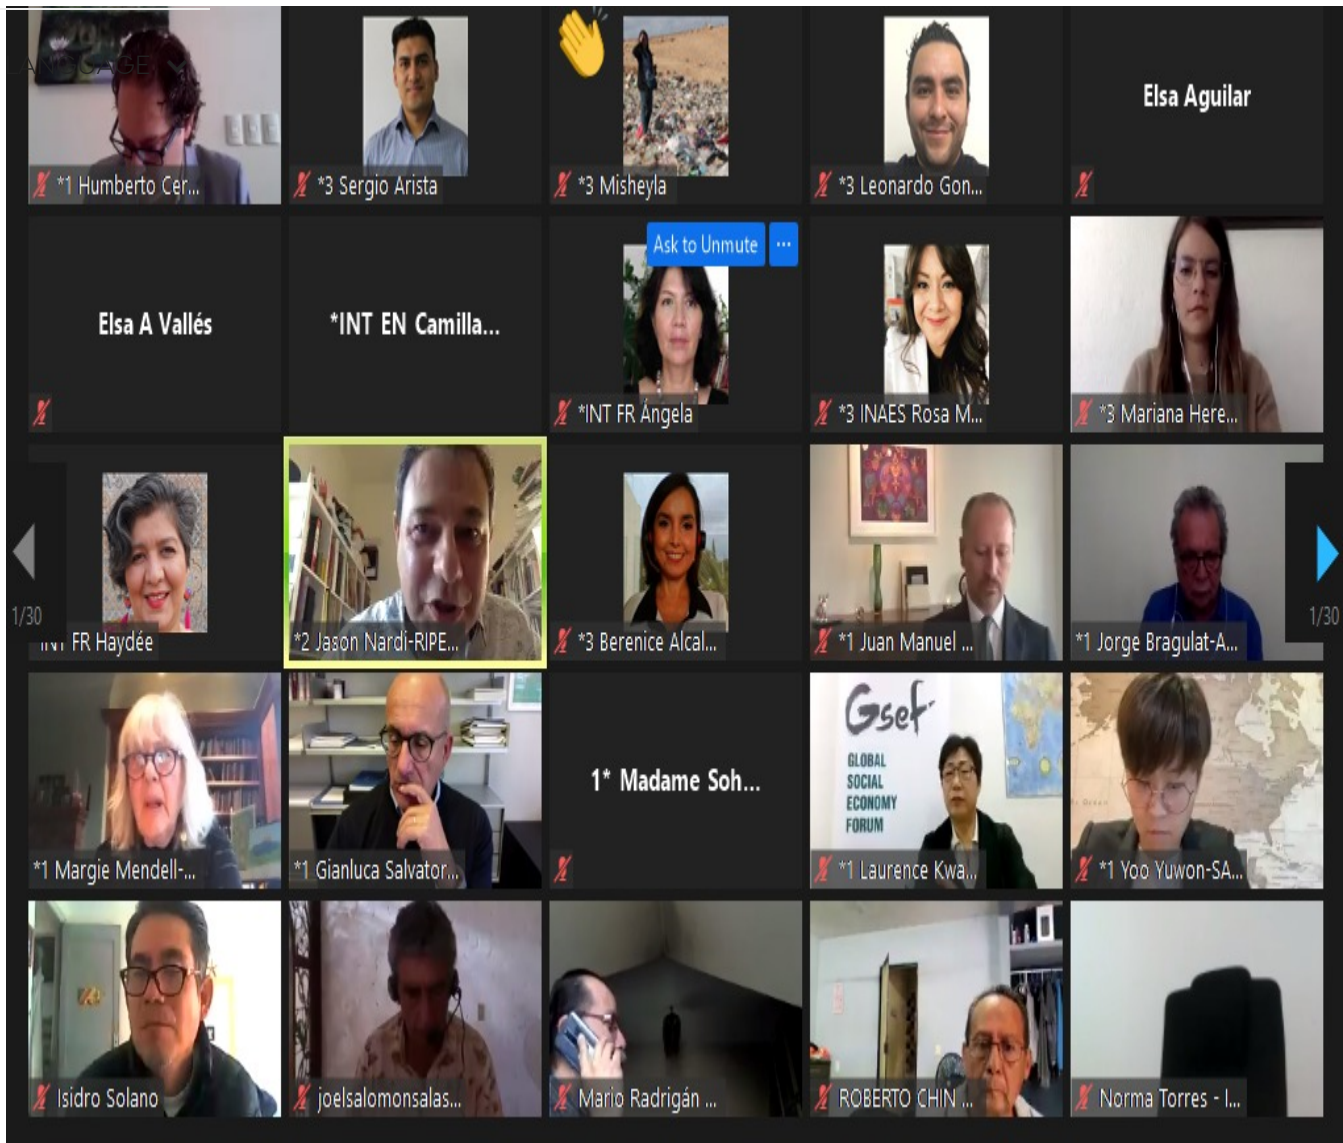 LANGUAGE
*1 Humberto Cer...
*3 Sergio Arista
*3 Misheyla
*3 Leonardo Gon...
Elsa Aguilar
Elsa A Vallés
*INT EN Camilla...
Ask to Unmute ...
*INT FR Ángela
*3 INAES Rosa M...
*3 Mariana Here...
1/30
INT FR Haydée
*2 Jason Nardi-RIPE...
*3 Berenice Alcal...
*1 Juan Manuel ...
*1 Jorge Bragulat-A...
1/30
*1 Margie Mendell-...
*1 Gianluca Salvator...
1* Madame Soh...
Gsef
GLOBAL
SOCIAL
ECONOMY
FORUM
*1 Laurence Kwa...
*1 Yoo Yuwon-SA...
Isidro Solano
joelsalomonsalas...
Mario Radrigán ...
ROBERTO CHIN ...
Norma Torres - I...